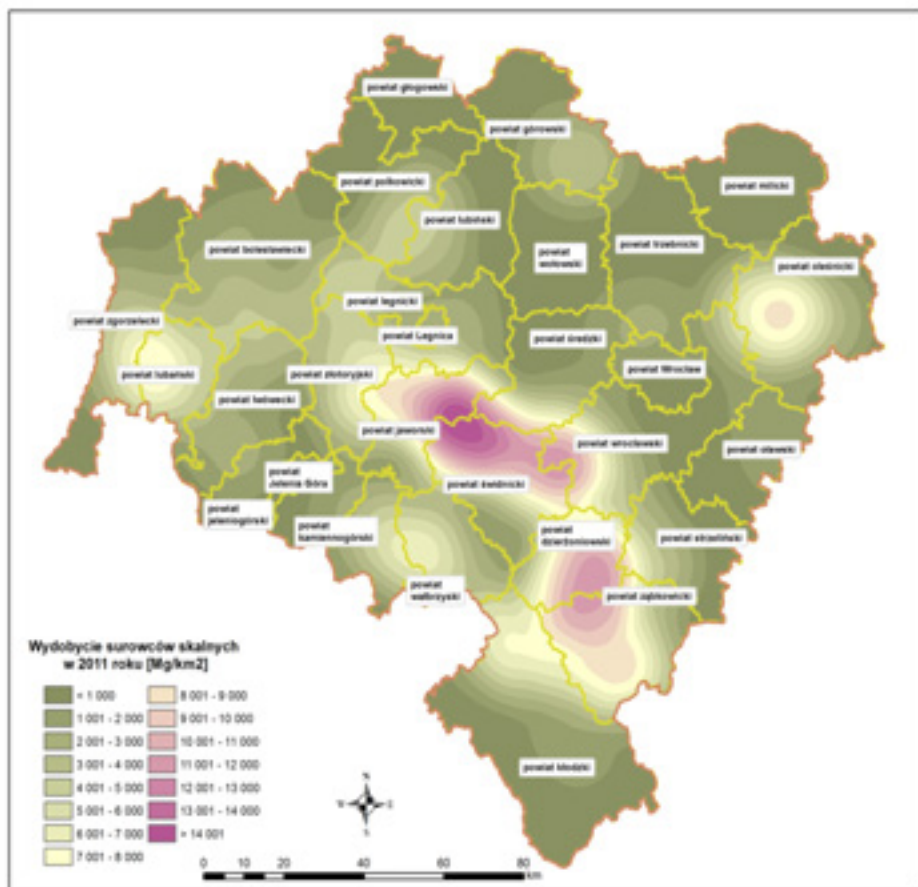 powiat głogowski
powiat górowski
powiat milicki
powiat polkowicki
powiat lubiński
powiat bolesławiecki
powiat
wołowski
powiat trzebnicki
powiat oleśnicki
powiat legnicki
powiat zgorzelecki
powiat Legnica
powiat średzki
powiat lubański
powiat złotoryjski
powiat Wrocław
powiat lwówecki
powiat jaworski
powiat wrocławski
powiat oławski
powiat
Jelenia Góra
powiat świdnicki
powiat
jeleniogórski
powiat
kamiennogórski
powiat
dzierżoniowski
powiat strzeliński
powiat
wałbrzyski
powiat ząbkowicki
powiat kłodzki
Wydobycie surowców skalnych
w 2011 roku [Mg/km2]
< 1 000
1 001 - 2 000
2 001 - 3 000
3 001 - 4 000
4 001 - 5 000
5 001 - 6 000
6 001 - 7 000
7 001 - 8 000
8 001 - 9 000
9 001 - 10 000
10 001 - 11 000
11 001 - 12 000
12 001 - 13 000
13 001 - 14 000
> 14 001
N
W E
S
0 20 40 60 80
km